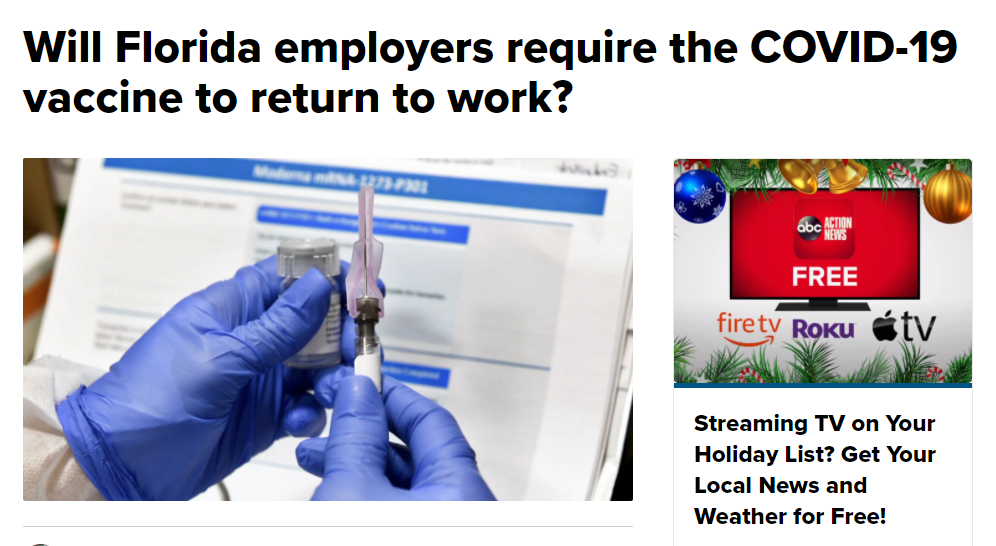 Will Florida employers require the COVID-19
vaccine to return to work?
Moderna mRNA-1273-P301
abc ACTION
NEWS
FREE
fire tv ROKU tv
Streaming TV on Your
Holiday List? Get Your
Local News and
Weather for Free!